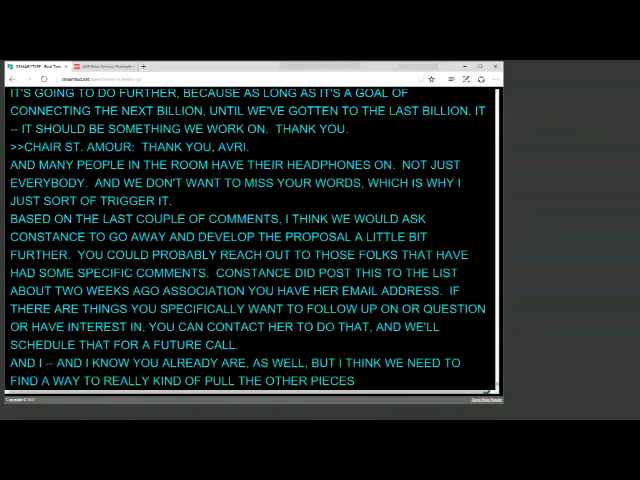 IT'S GOING TO DO FURTHER, BECAUSE AS LONG AS IT'S A GOAL OF
CONNECTING THE NEXT BILLION, UNTIL WE'VE GOTTEN TO THE LAST BILLION, IT
-- IT SHOULD BE SOMETHING WE WORK ON.  THANK YOU.
>>CHAIR ST. AMOUR:  THANK YOU, AVRI.
AND MANY PEOPLE IN THE ROOM HAVE THEIR HEADPHONES ON.  NOT JUST
EVERYBODY.  AND WE DON'T WANT TO MISS YOUR WORDS, WHICH IS WHY I
JUST SORT OF TRIGGER IT.
BASED ON THE LAST COUPLE OF COMMENTS, I THINK WE WOULD ASK
CONSTANCE TO GO AWAY AND DEVELOP THE PROPOSAL A LITTLE BIT
FURTHER.  YOU COULD PROBABLY REACH OUT TO THOSE FOLKS THAT HAVE
HAD SOME SPECIFIC COMMENTS.  CONSTANCE DID POST THIS TO THE LIST
ABOUT TWO WEEKS AGO ASSOCIATION YOU HAVE HER EMAIL ADDRESS.  IF
THERE ARE THINGS YOU SPECIFICALLY WANT TO FOLLOW UP ON OR QUESTION
OR HAVE INTEREST IN, YOU CAN CONTACT HER TO DO THAT, AND WE'LL
SCHEDULE THAT FOR A FUTURE CALL.
AND I -- AND I KNOW YOU ALREADY ARE, AS WELL, BUT I THINK WE NEED TO
FIND A WAY TO REALLY KIND OF PULL THE OTHER PIECES